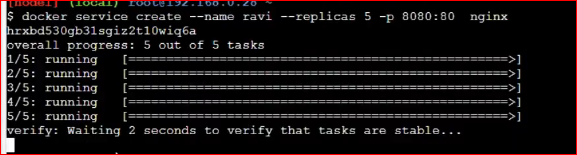 [node1] (local) root@192.168.0.28 ~
$ docker service create --name ravi --replicas 5 -p 8080:80  nginx
hrxbd530gb31sgiz2t10wiq6a
overall progress: 5 out of 5 tasks
1/5: running   [==================================================>]
2/5: running   [==================================================>]
3/5: running   [==================================================>]
4/5: running   [==================================================>]
5/5: running   [==================================================>]
verify: Waiting 2 seconds to verify that tasks are stable...